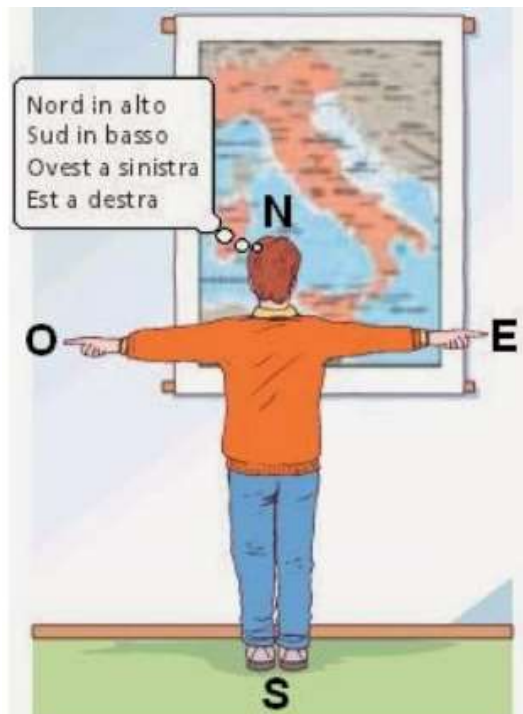 Nord in alto
Sud in basso
Ovest a sinistra
Est a destra
N
O
E
S